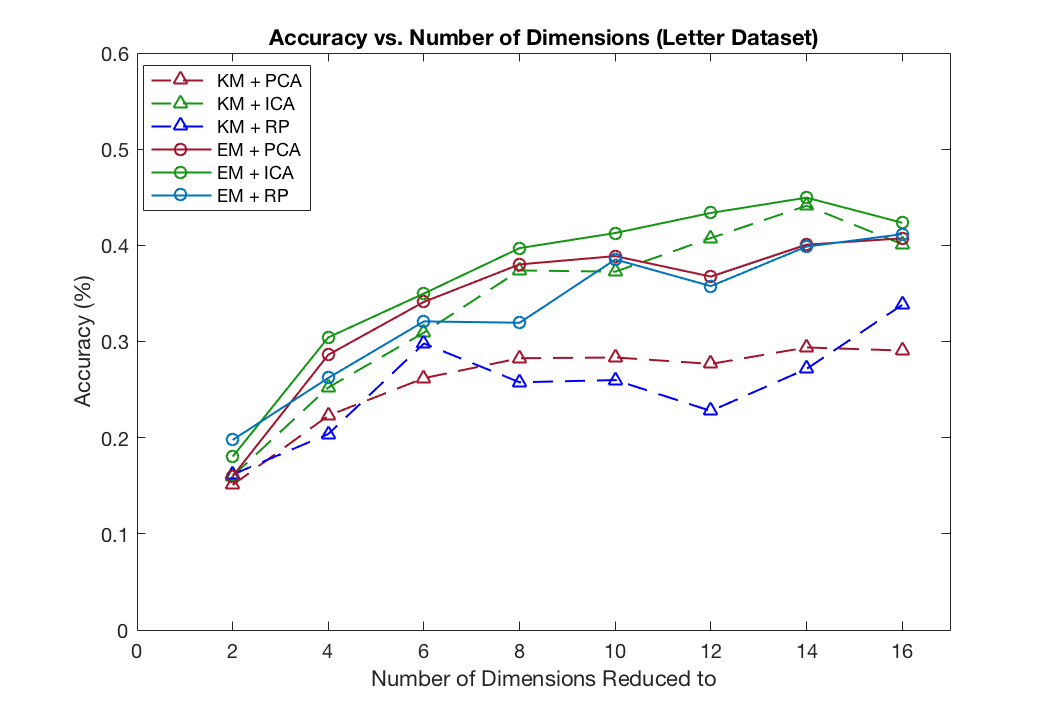 Accuracy vs. Number of Dimensions (Letter Dataset)
0.6
KM + PCA
KM + ICA
KM + RP
EM + PCA
EM + ICA
EM + RP
0.5
0.4
0.3
0.2
0.1
0
Accuracy (%)
0 2 4 6 8 10 12 14 16
Number of Dimensions Reduced to